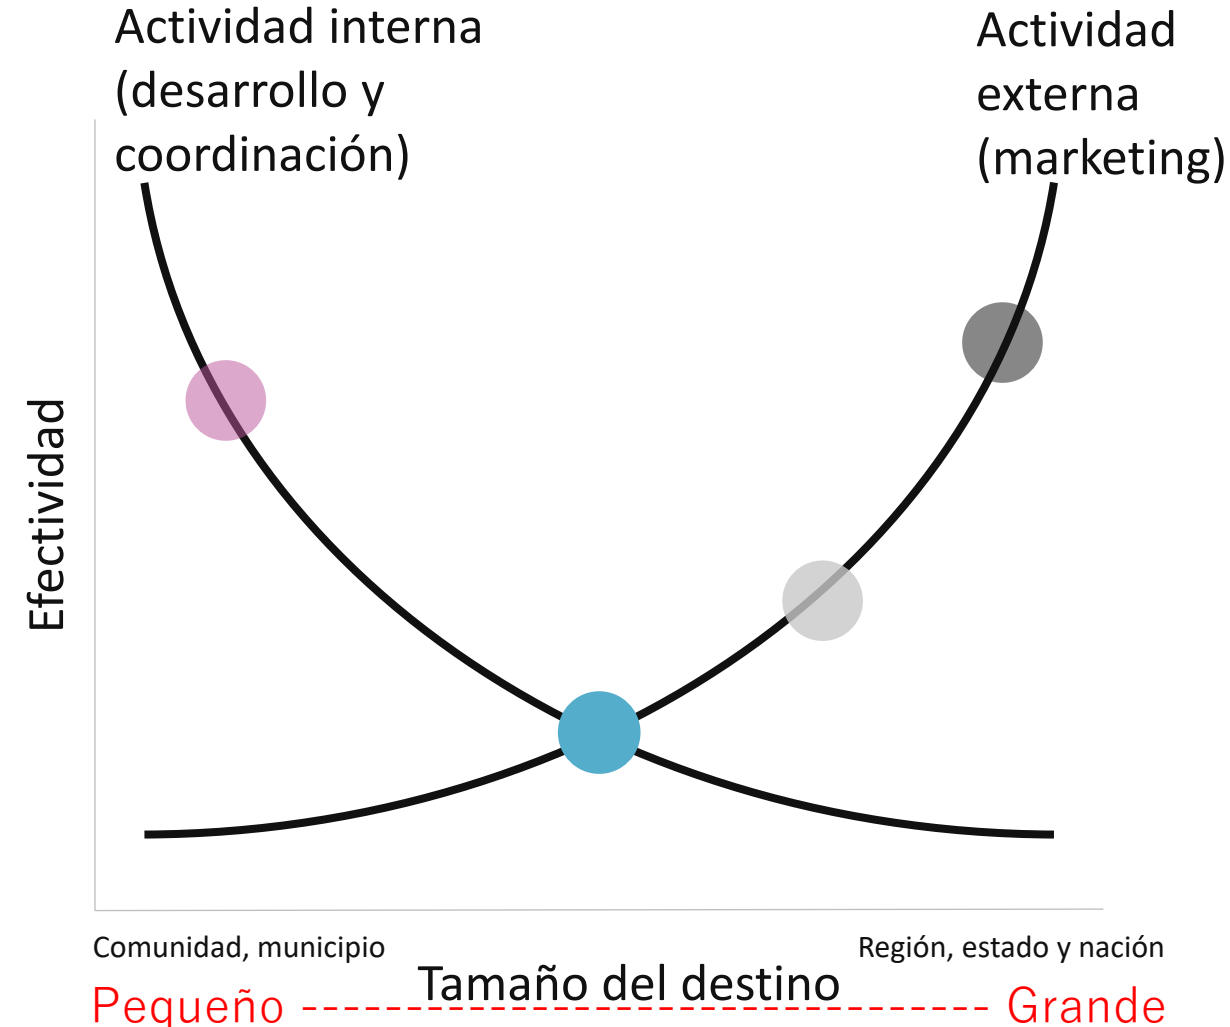 Actividad interna
(desarrollo y
coordinación)
Actividad
externa
(marketing)
Efectividad
Comunidad, municipio
Región, estado y nación
Tamaño del destino
Pequeño ------------------------- Grande